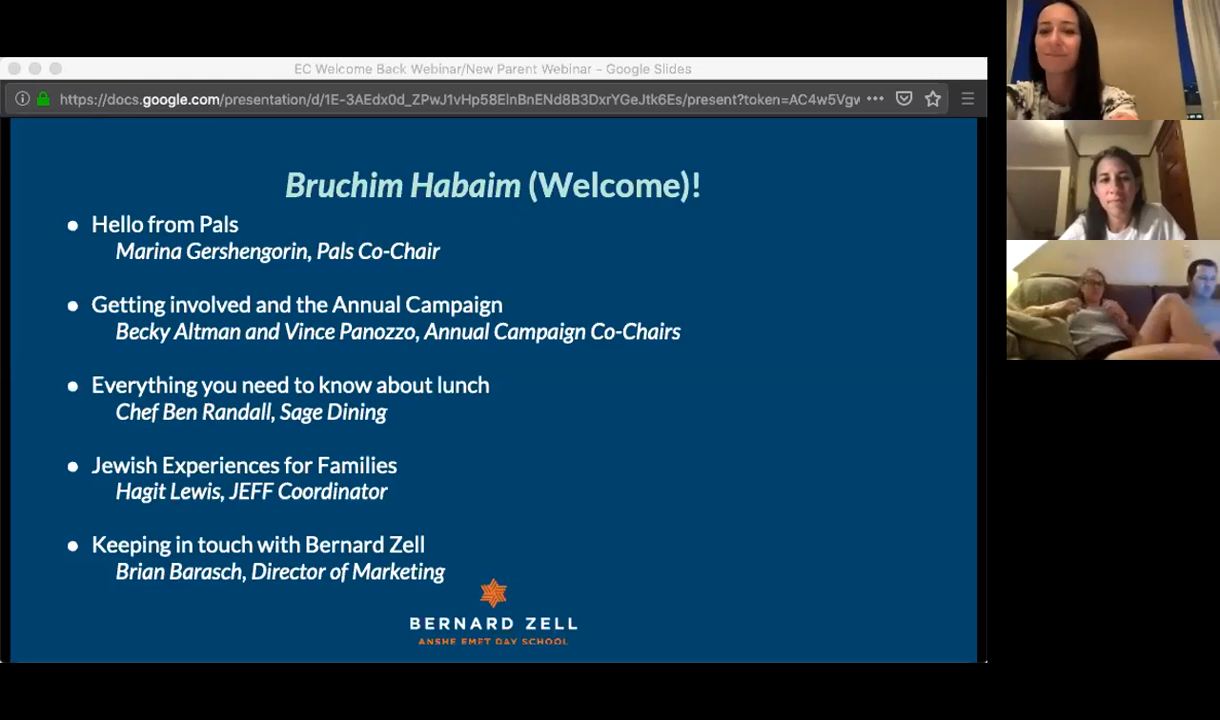 EC Welcome Back Webinar/New Parent Webinar - Google Slides
https://docs.google.com/presentation/d/1E-3AEdx0d_ZPwJ1vHp58ElnBnENd8B3DxrYGeJtk6Es/present?token=AC4w5Vgw
Bruchim Habaim (Welcome)!
● Hello from Pals
Marina Gershengorin, Pals Co-Chair
● Getting involved and the Annual Campaign
Becky Altman and Vince Panozzo, Annual Campaign Co-Chairs
● Everything you need to know about lunch
Chef Ben Randall, Sage Dining
● Jewish Experiences for Families
Hagit Lewis, JEFF Coordinator
● Keeping in touch with Bernard Zell
Brian Barasch, Director of Marketing
BERNARD ZELL
ANSHE EMET DAY SCHOOL